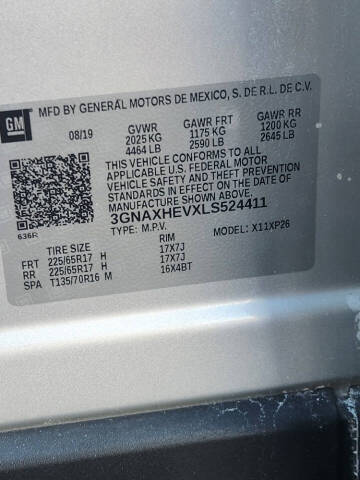 GM
MFD BY GENERAL MOTORS DE MEXICO, S. DE R.L. DE C.V.
08/19 GVWR GAWR FRT GAWR RR
2025 KG 1175 KG 1200 KG
4464 LB 2590 LB 2645 LB
THIS VEHICLE CONFORMS TO ALL APPLICABLE U.S. FEDERAL MOTOR
VEHICLE SAFETY, BUMPER, AND THEFT PREVENTION STANDARDS IN
EFFECT ON THE DATE OF MANUFACTURE SHOWN ABOVE.
3GNAXHEVXLS524411
636R TYPE: M.P.V. MODEL: X11XP26
TIRE SIZE RIM
FRT 225/65R17 H 17X7J
RR 225/65R17 H 17X7J
SPA T135/70R16 M 16X4BT